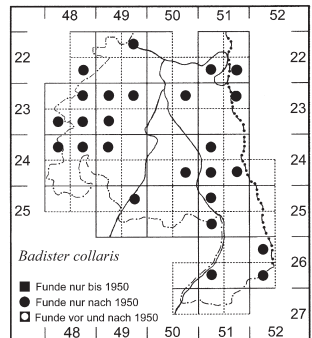 48 49 50 51 52
22 22
23 23
24 24
25 25
Badister collaris
26
Funde nur bis 1950
Funde nur nach 1950
Funde vor und nach 1950
27
48 49 50 51 52